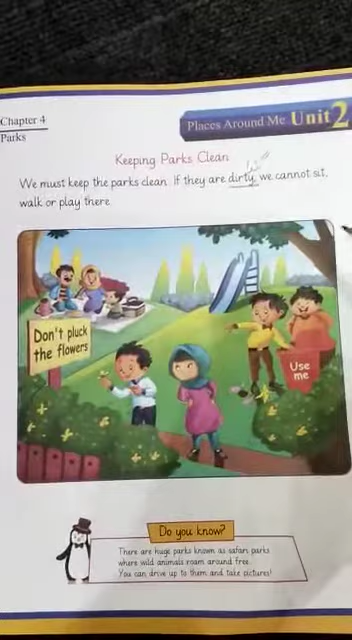 Chapter 4
Parks
Places Around Me Unit 2
Keeping Parks Clean
We must keep the parks clean. If they are dirty, we cannot sit,
walk or play there.
Don't pluck
the flowers
Use
me
Do you know?
There are huge parks known as safari parks
where wild animals roam around free.
You can drive up to them and take pictures!